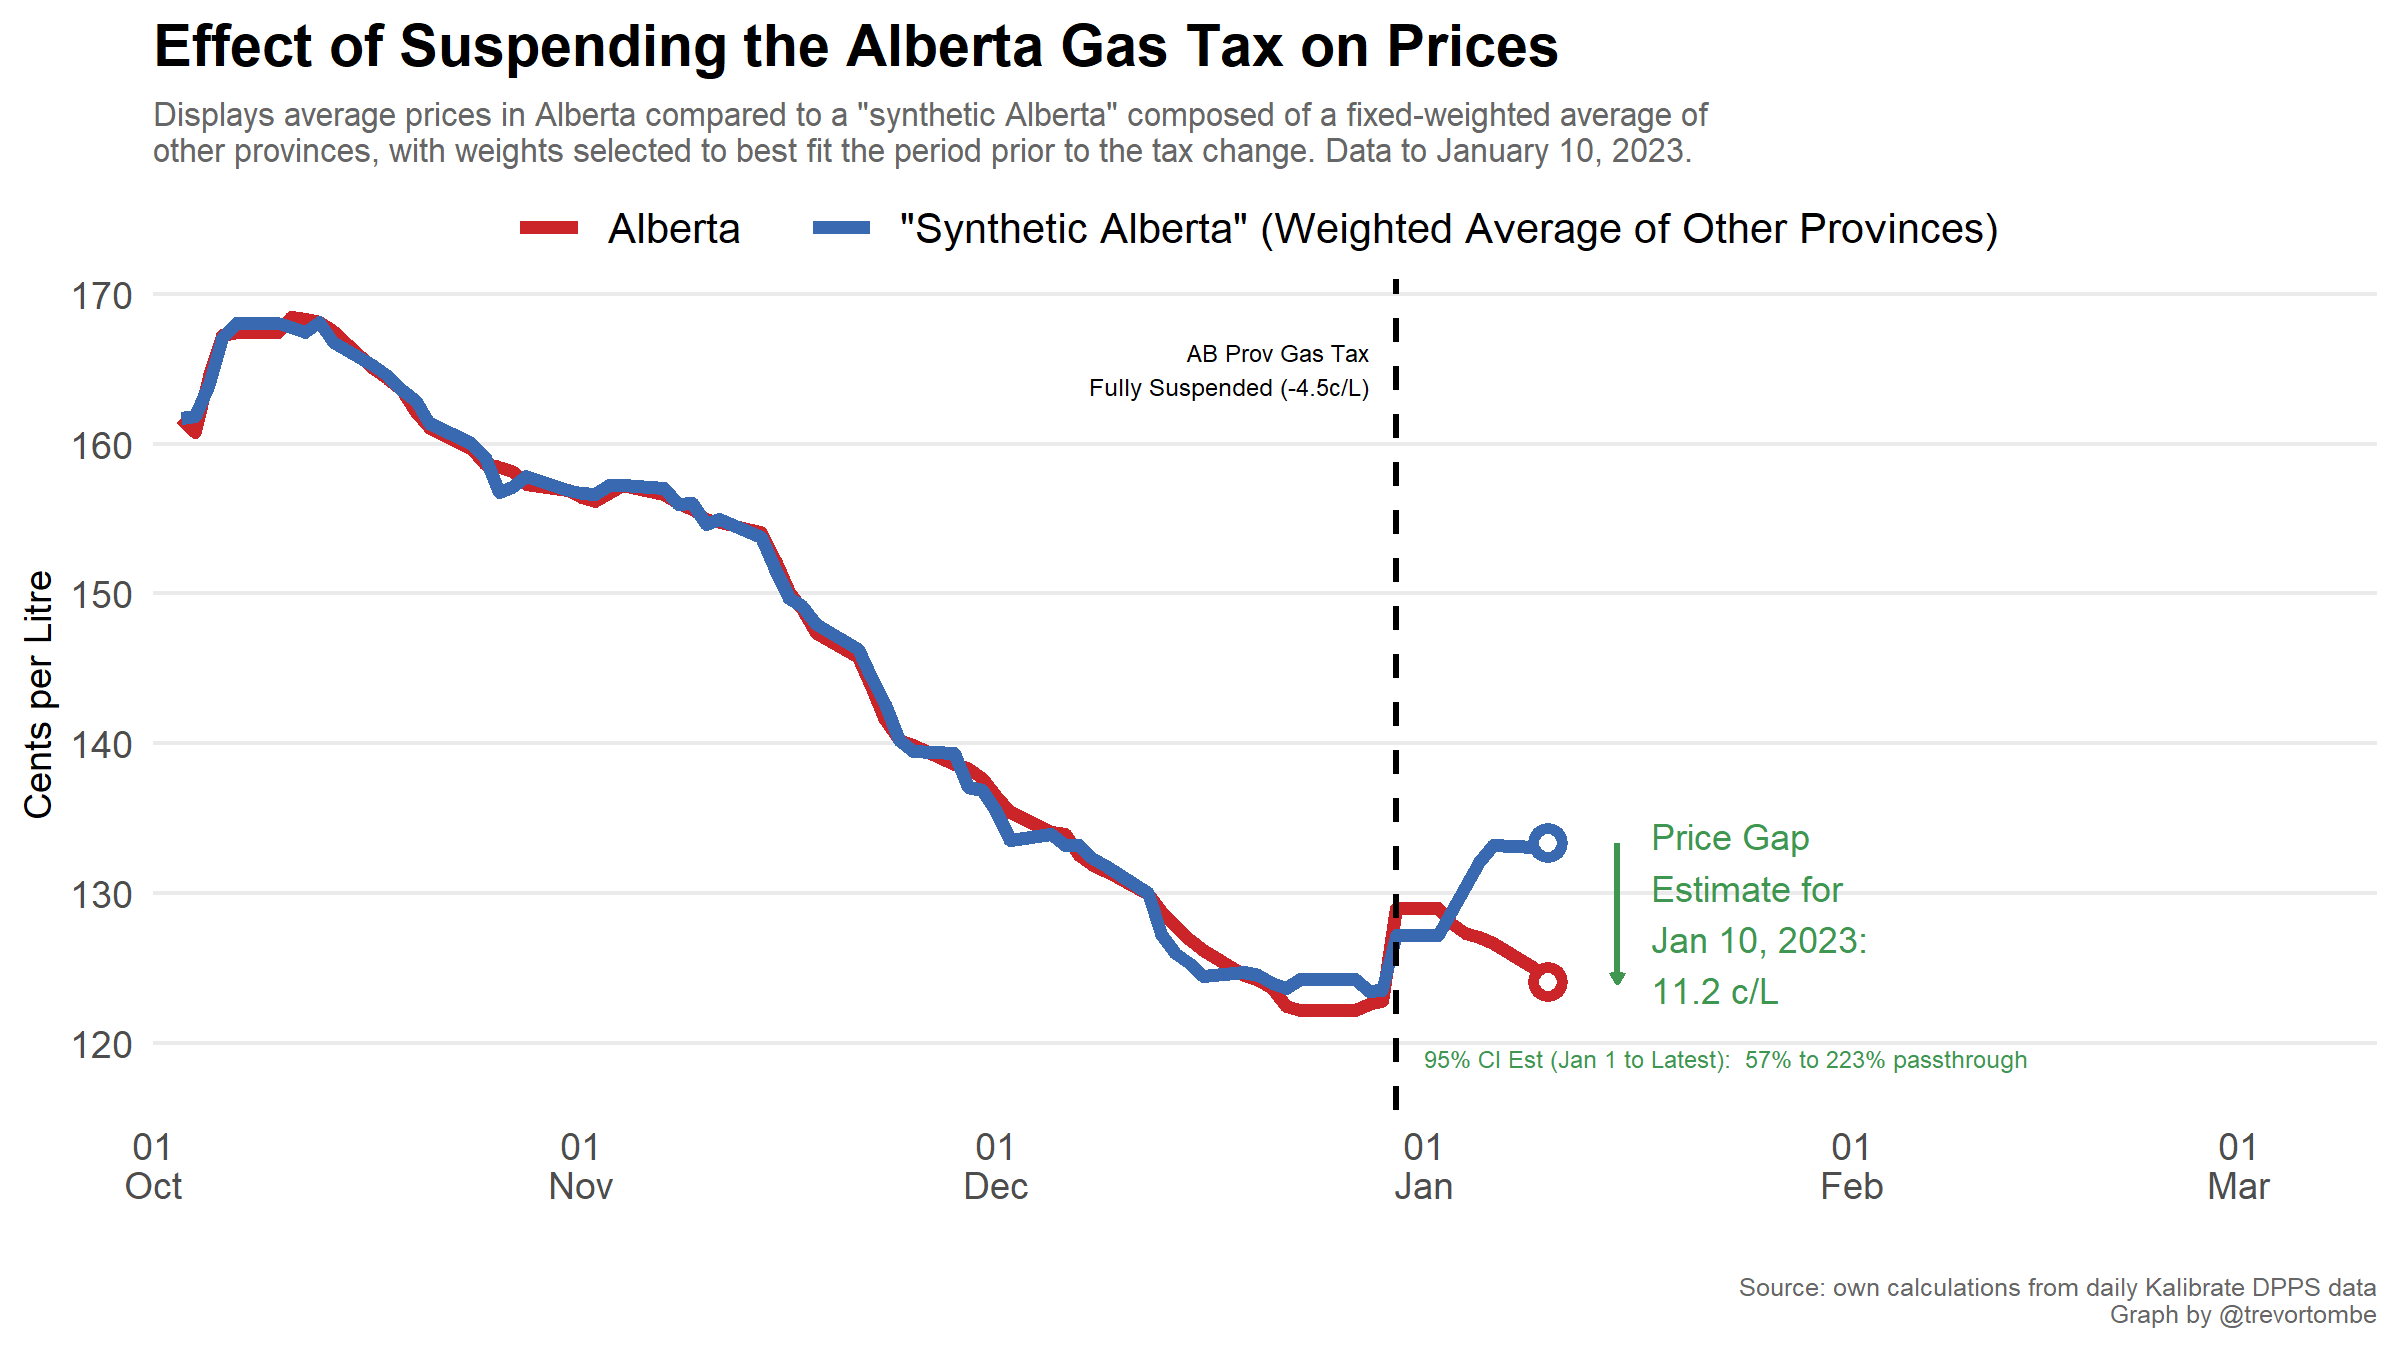 Effect of Suspending the Alberta Gas Tax on Prices
Displays average prices in Alberta compared to a "synthetic Alberta" composed of a fixed-weighted average of
other provinces, with weights selected to best fit the period prior to the tax change. Data to January 10, 2023.
Alberta
"Synthetic Alberta" (Weighted Average of Other Provinces)
170
160
150
140
130
120
Cents per Litre
AB Prov Gas Tax
Fully Suspended (-4.5c/L)
Price Gap
Estimate for
Jan 10, 2023:
11.2 c/L
95% CI Est (Jan 1 to Latest):  57% to 223% passthrough
01
Oct
01
Nov
01
Dec
01
Jan
01
Feb
01
Mar
Source: own calculations from daily Kalibrate DPPS data
Graph by @trevortombe